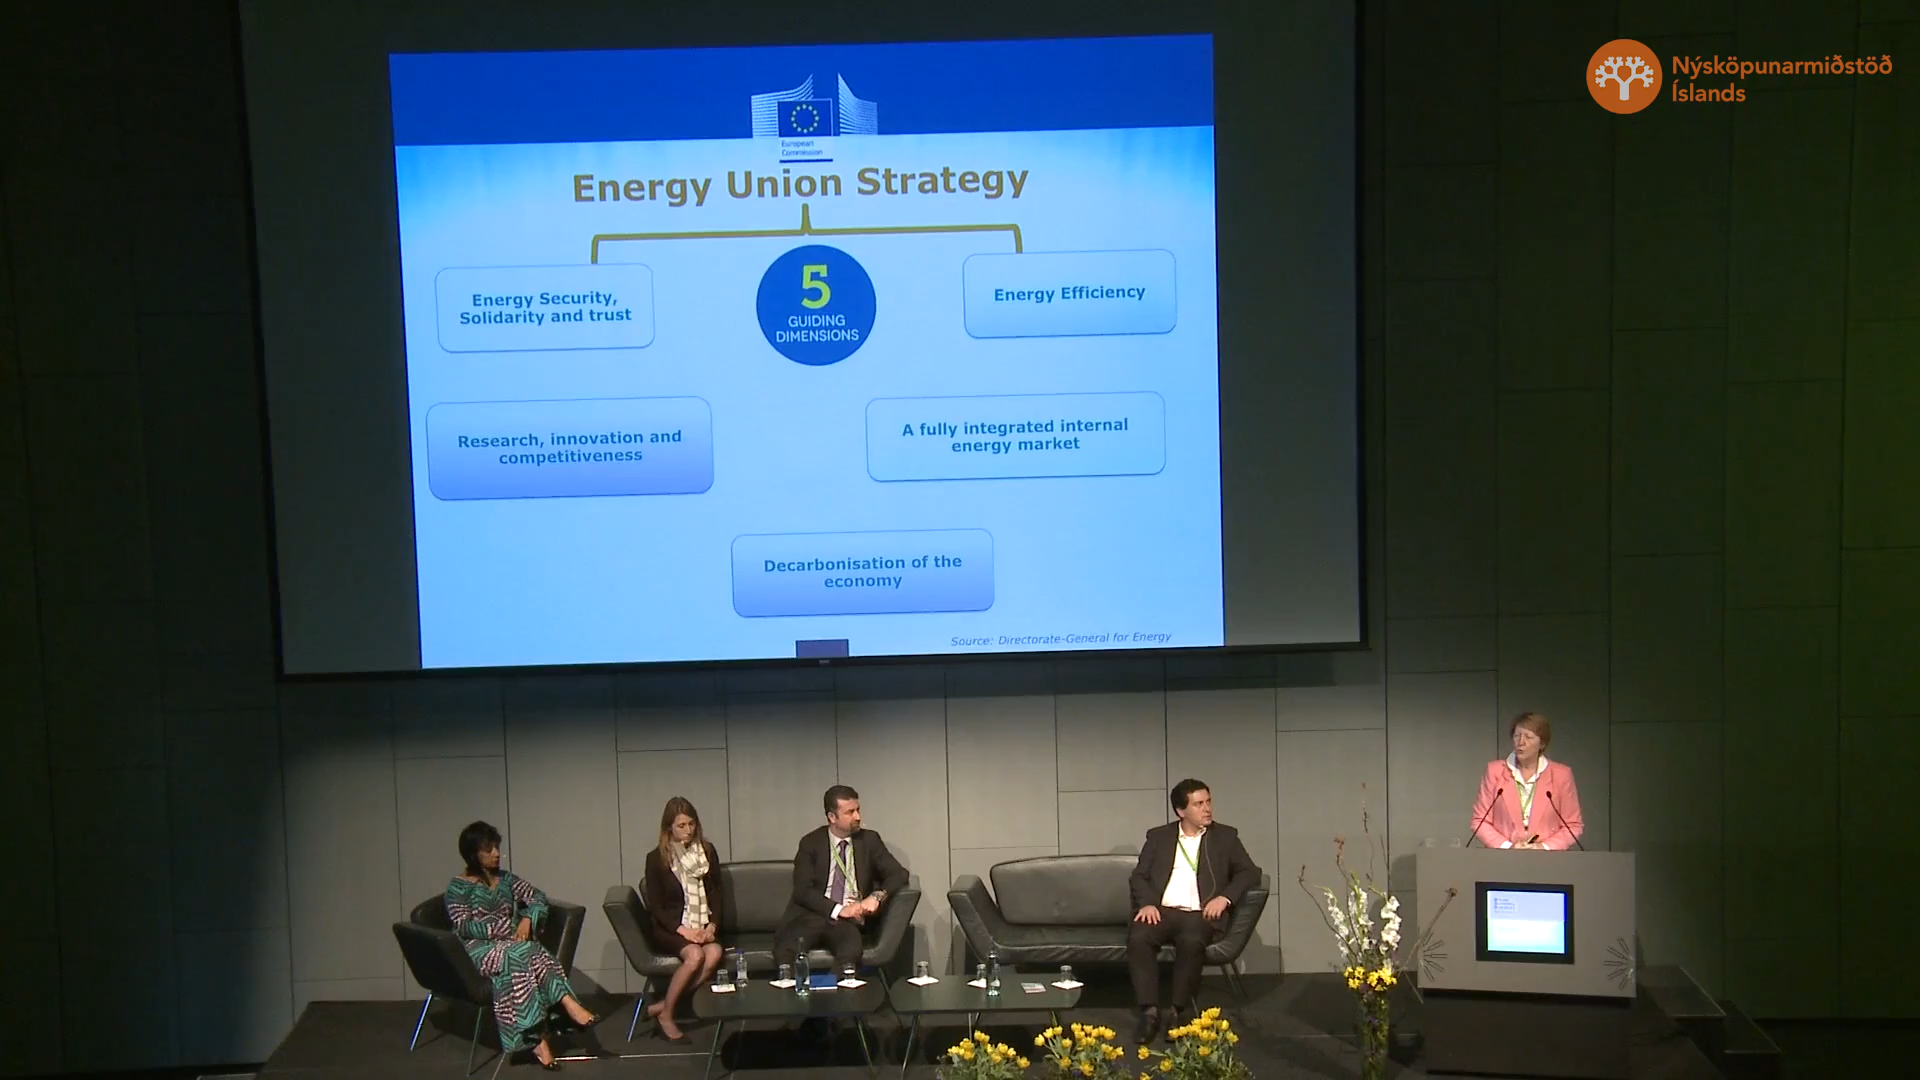 Nýsköpunarmiðstöð
Íslands
European
Commission
Energy Union Strategy
5
GUIDING
DIMENSIONS
Energy Security,
Solidarity and trust
Energy Efficiency
Research, innovation and
competitiveness
A fully integrated internal
energy market
Decarbonisation of the
economy
Source: Directorate-General for Energy